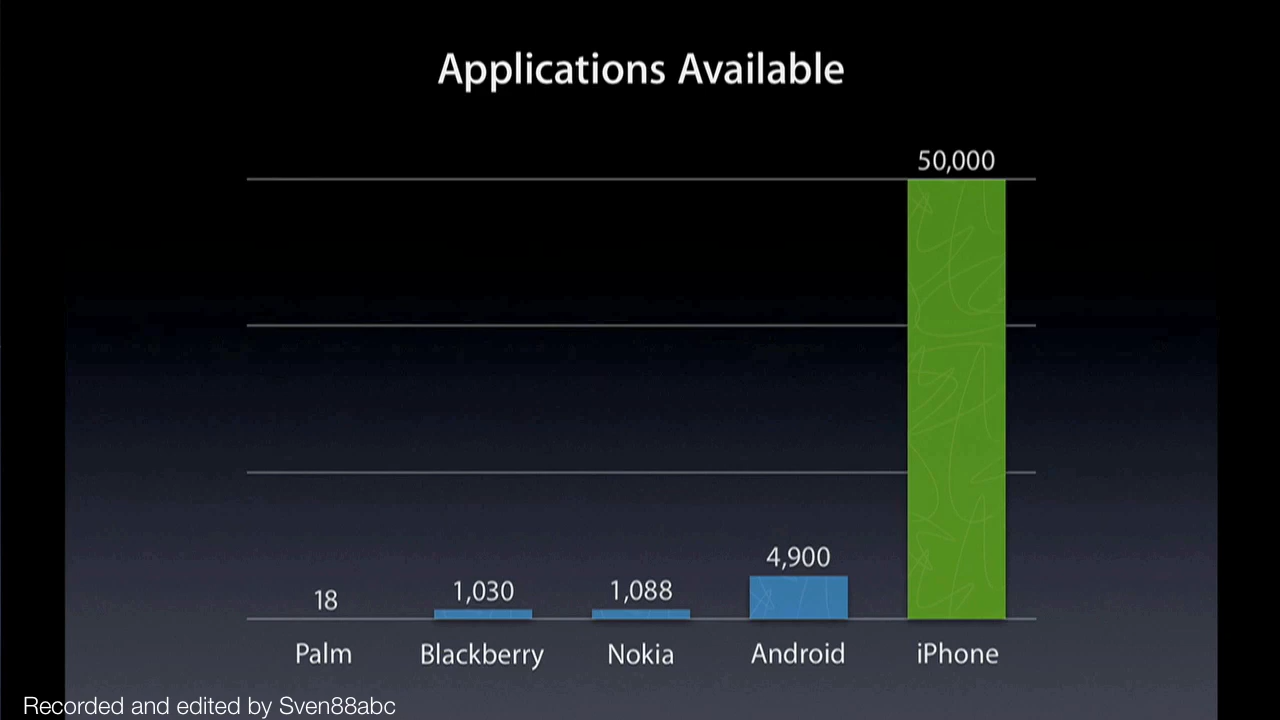 Applications Available
50,000
4,900
1,030
1,088
18
Palm
Blackberry
Nokia
Android
iPhone
Recorded and edited by Sven88abc